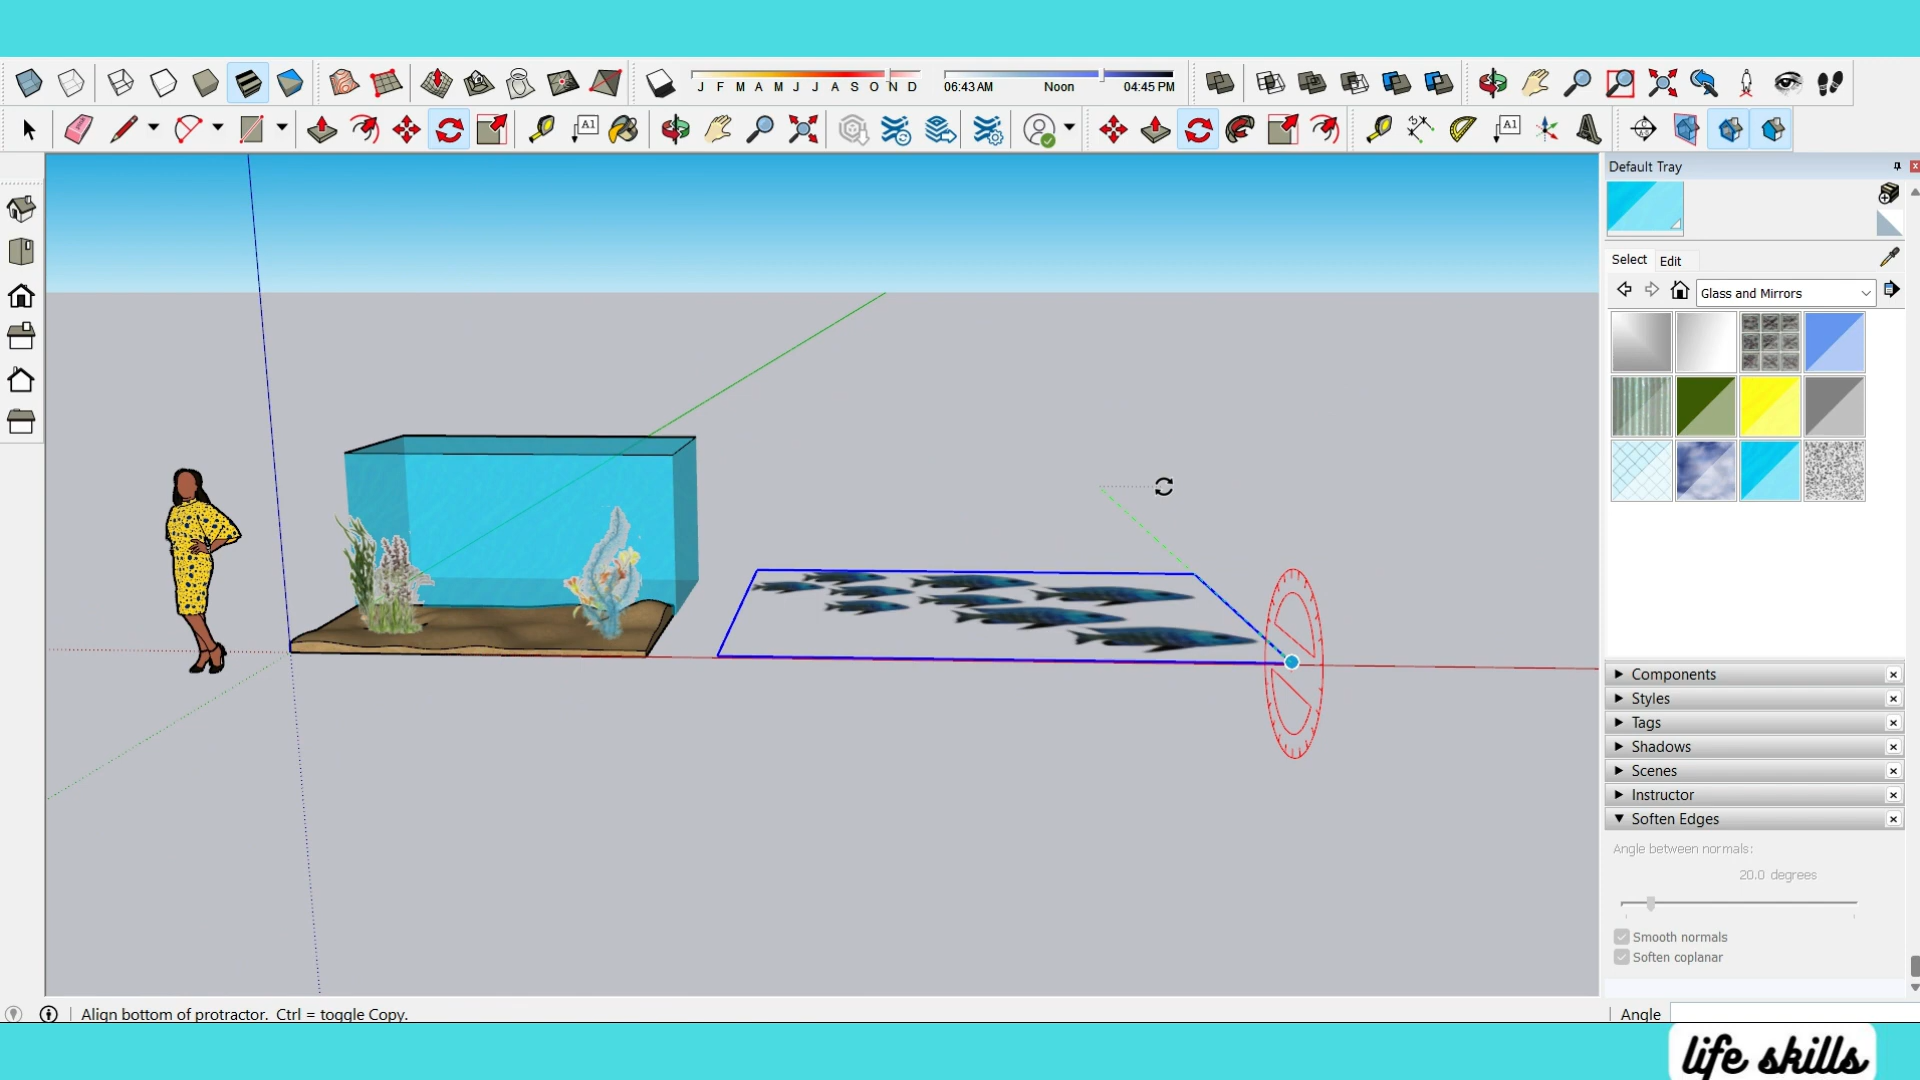 J F M A M J J A S O N D
06:43 AM Noon 04:45 PM
A1
A1
Default Tray
Select Edit
Glass and Mirrors
Components
Styles
Tags
Shadows
Scenes
Instructor
Soften Edges
Angle between normals:
20.0 degrees
Smooth normals
Soften coplanar
Align bottom of protractor. Ctrl = toggle Copy.
Angle
life skills